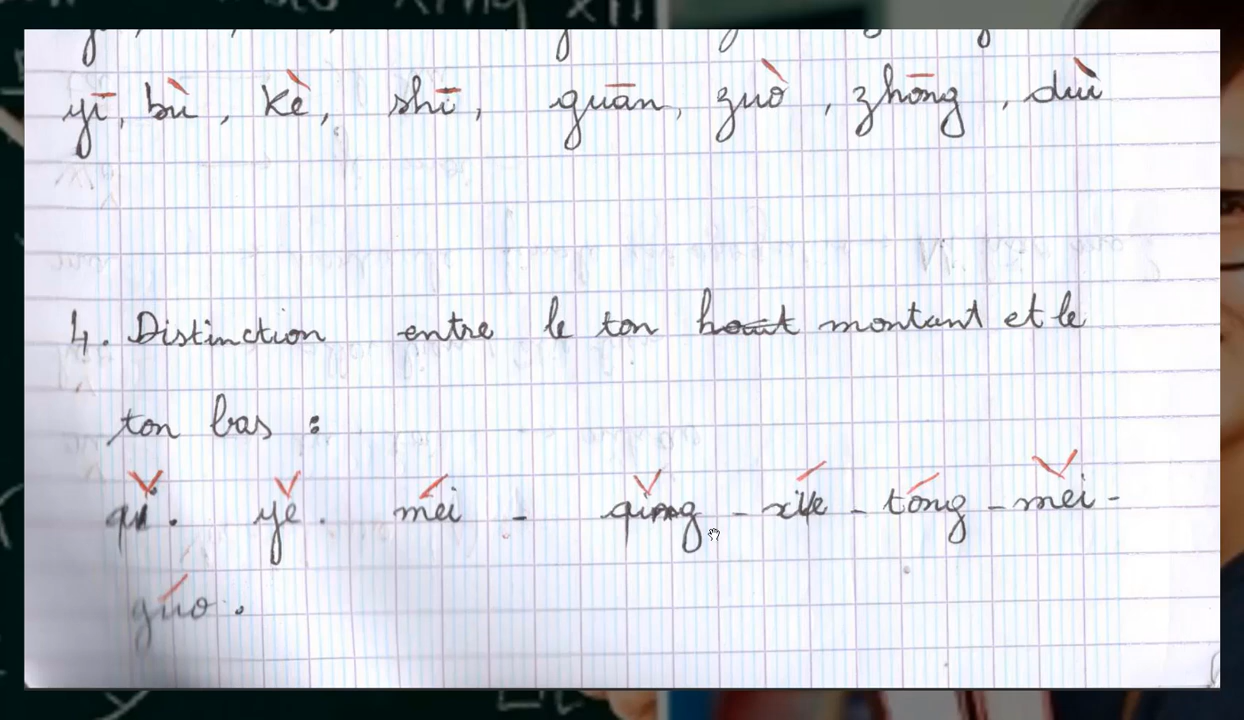 yī, bù, kè, shī, guān, zuò, zhōng, duì
4. Distinction entre le ton haut montant et le
ton bas :
qǐ. yě. méi - qǐng - xié - tóng - měi -
guó.